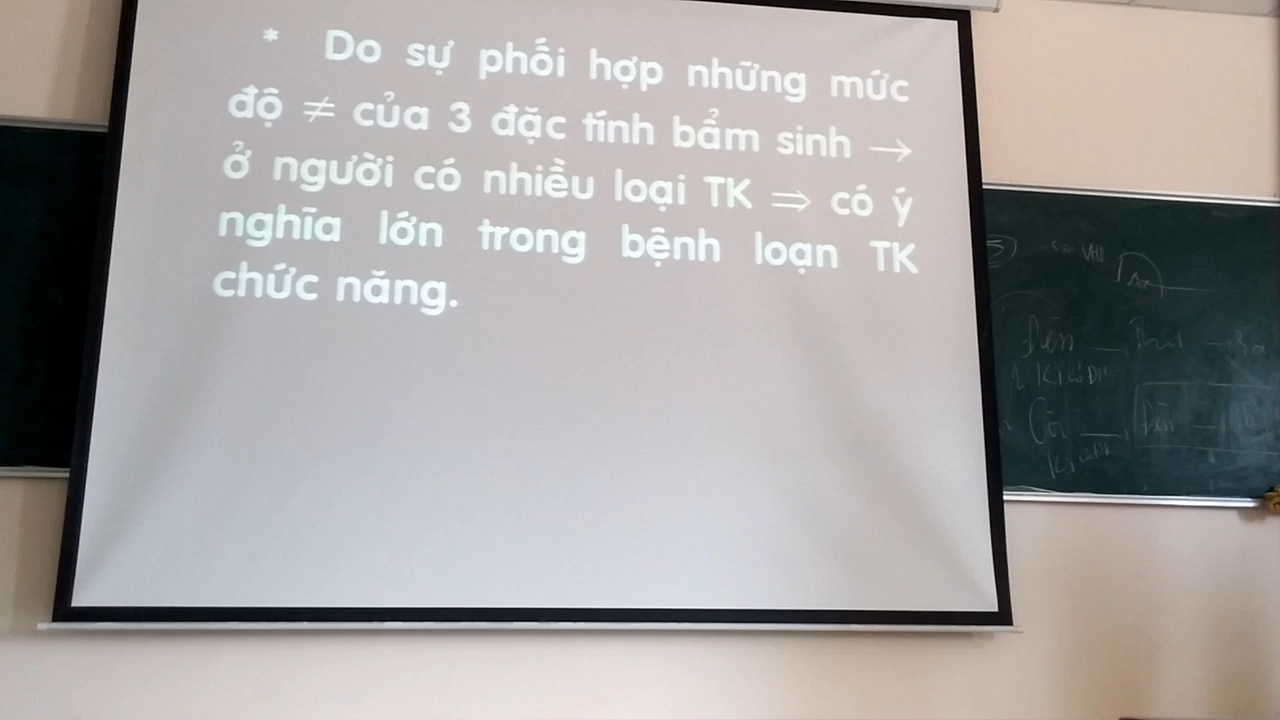 * Do sự phối hợp những mức
độ ≠ của 3 đặc tính bẩm sinh →
ở người có nhiều loại TK ⇒ có ý
nghĩa lớn trong bệnh loạn TK
chức năng.
Đèn